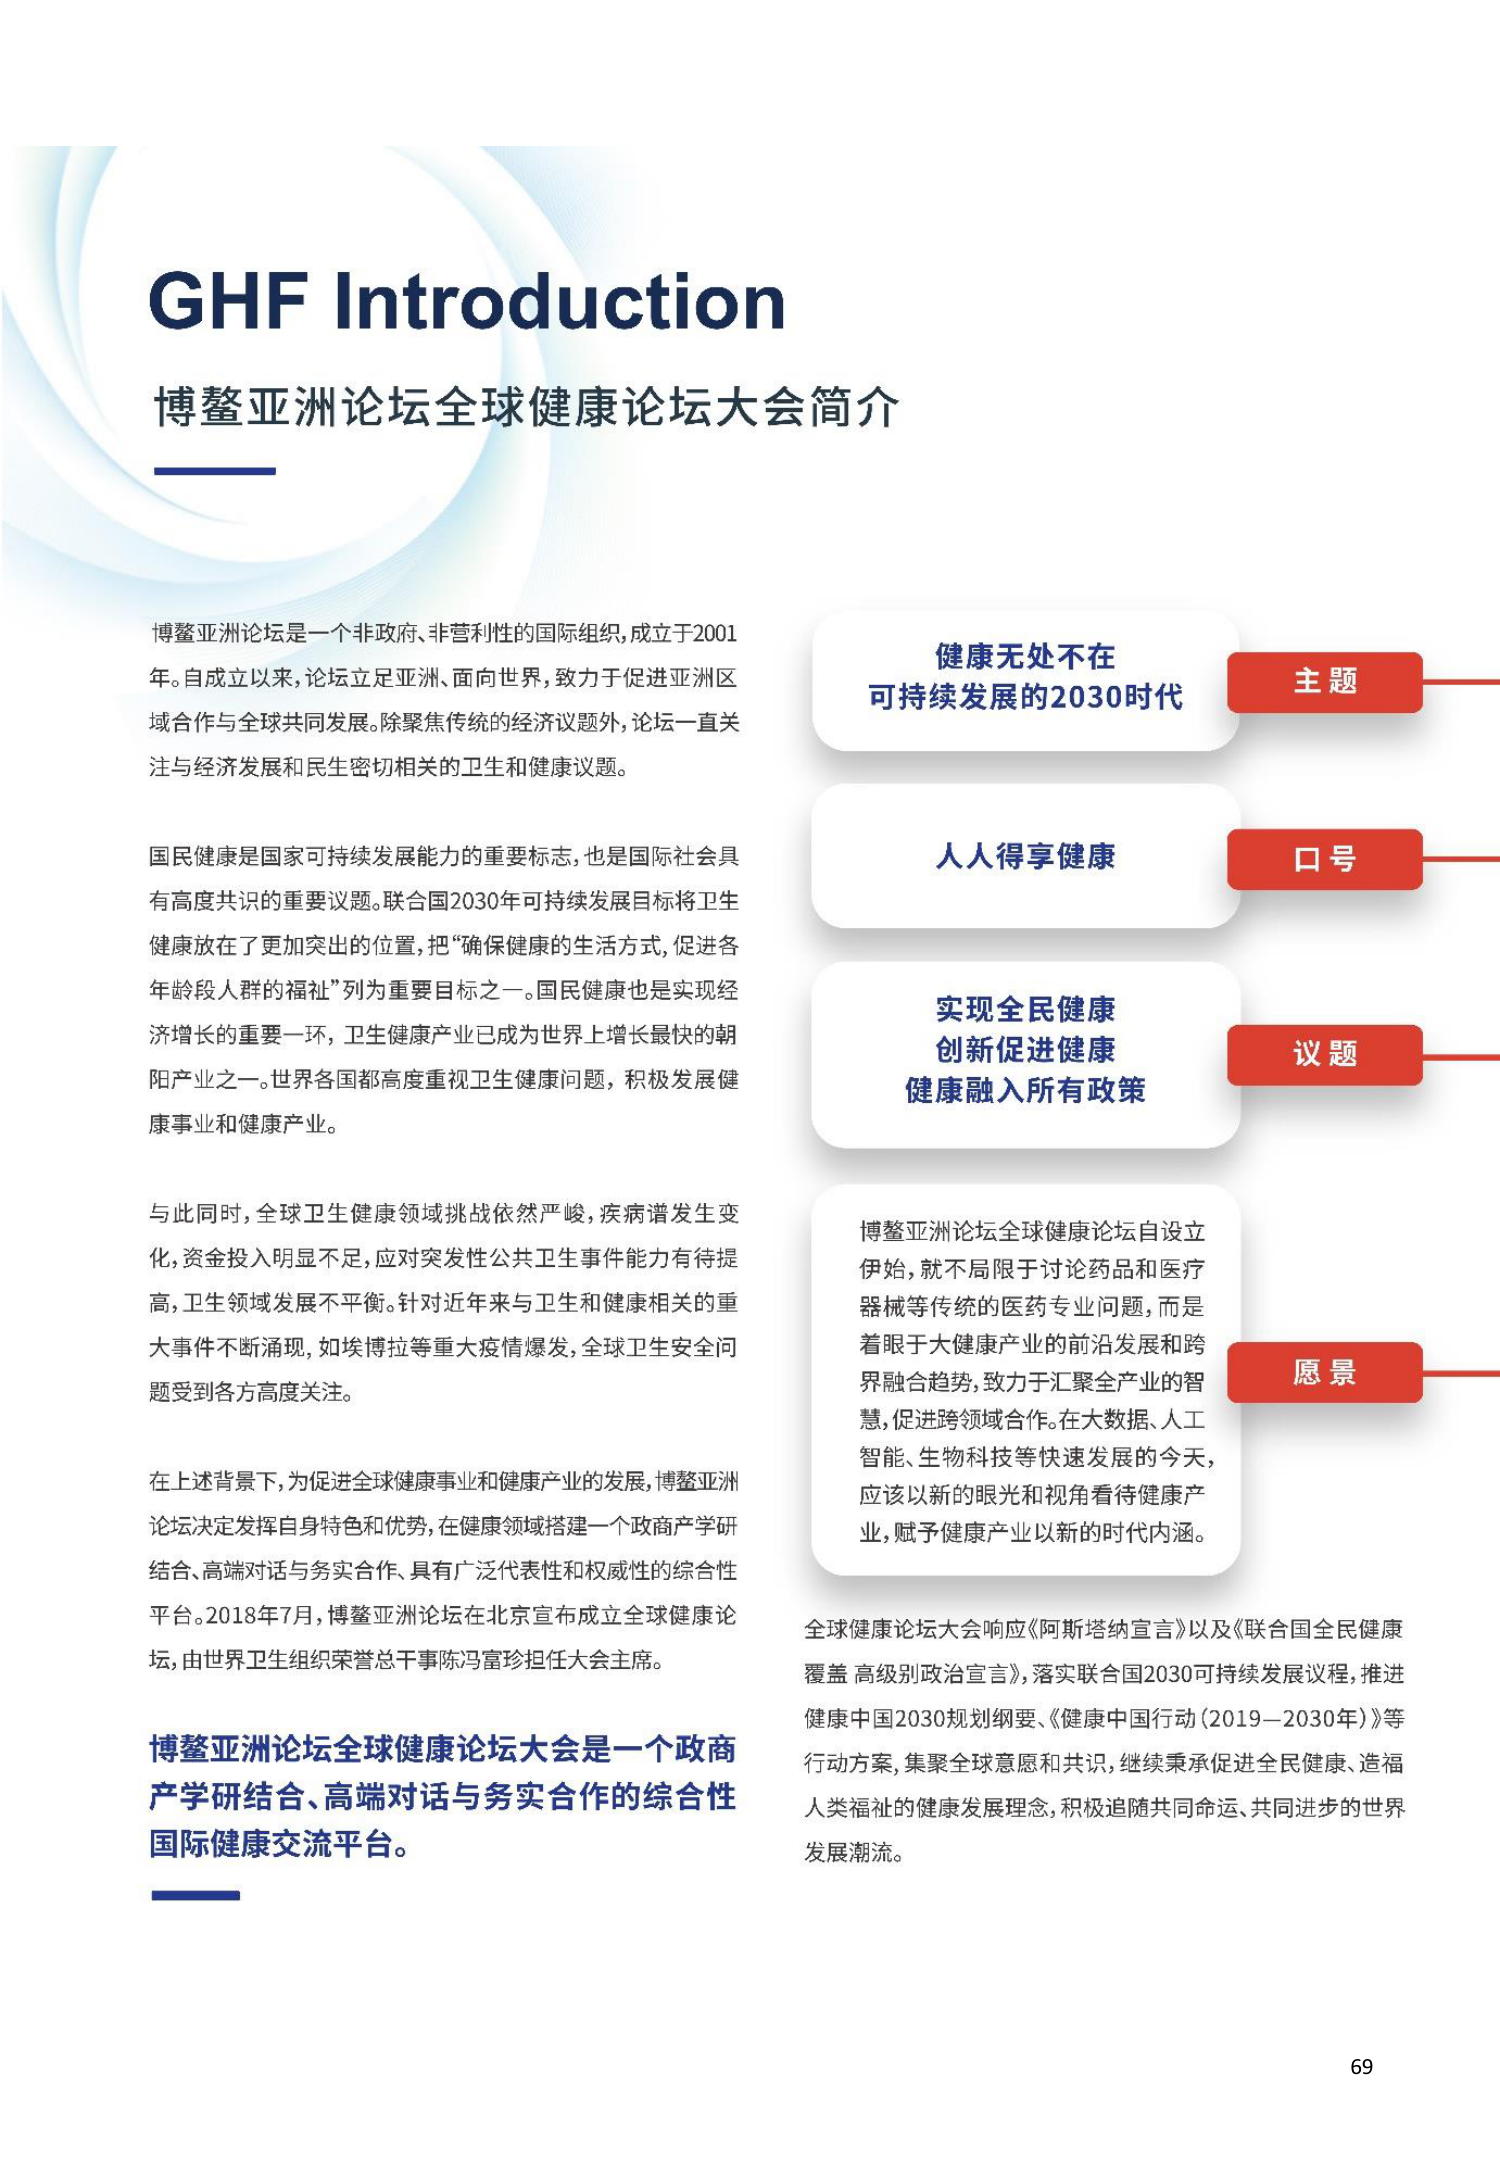 GHF Introduction
博鳌亚洲论坛全球健康论坛大会简介
博鳌亚洲论坛是一个非政府、非营利性的国际组织,成立于2001
年。自成立以来,论坛立足亚洲、面向世界,致力于促进亚洲区
域合作与全球共同发展。除聚焦传统的经济议题外,论坛一直关
注与经济发展和民生密切相关的卫生和健康议题。
国民健康是国家可持续发展能力的重要标志,也是国际社会具
有高度共识的重要议题。联合国2030年可持续发展目标将卫生
健康放在了更加突出的位置,把“确保健康的生活方式,促进各
年龄段人群的福祉”列为重要目标之一。国民健康也是实现经
济增长的重要一环,卫生健康产业已成为世界上增长最快的朝
阳产业之一。世界各国都高度重视卫生健康问题,积极发展健
康事业和健康产业。
与此同时,全球卫生健康领域挑战依然严峻,疾病谱发生变
化,资金投入明显不足,应对突发性公共卫生事件能力有待提
高,卫生领域发展不平衡。针对近年来与卫生和健康相关的重
大事件不断涌现,如埃博拉等重大疫情爆发,全球卫生安全问
题受到各方高度关注。
在上述背景下,为促进全球健康事业和健康产业的发展,博鳌亚洲
论坛决定发挥自身特色和优势,在健康领域搭建一个政商产学研
结合、高端对话与务实合作、具有广泛代表性和权威性的综合性
平台。2018年7月,博鳌亚洲论坛在北京宣布成立全球健康论
坛,由世界卫生组织荣誉总干事陈冯富珍担任大会主席。
博鳌亚洲论坛全球健康论坛大会是一个政商
产学研结合、高端对话与务实合作的综合性
国际健康交流平台。
健康无处不在
可持续发展的2030时代
主题
人人得享健康
口号
实现全民健康
创新促进健康
健康融入所有政策
议题
博鳌亚洲论坛全球健康论坛自设立
伊始,就不局限于讨论药品和医疗
器械等传统的医药专业问题,而是
着眼于大健康产业的前沿发展和跨
界融合趋势,致力于汇聚全产业的智
慧,促进跨领域合作。在大数据、人工
智能、生物科技等快速发展的今天,
应该以新的眼光和视角看待健康产
业,赋予健康产业以新的时代内涵。
愿景
全球健康论坛大会响应《阿斯塔纳宣言》以及《联合国全民健康
覆盖 高级别政治宣言》,落实联合国2030可持续发展议程,推进
健康中国2030规划纲要、《健康中国行动(2019—2030年)》等
行动方案,集聚全球意愿和共识,继续秉承促进全民健康、造福
人类福祉的健康发展理念,积极追随共同命运、共同进步的世界
发展潮流。
69